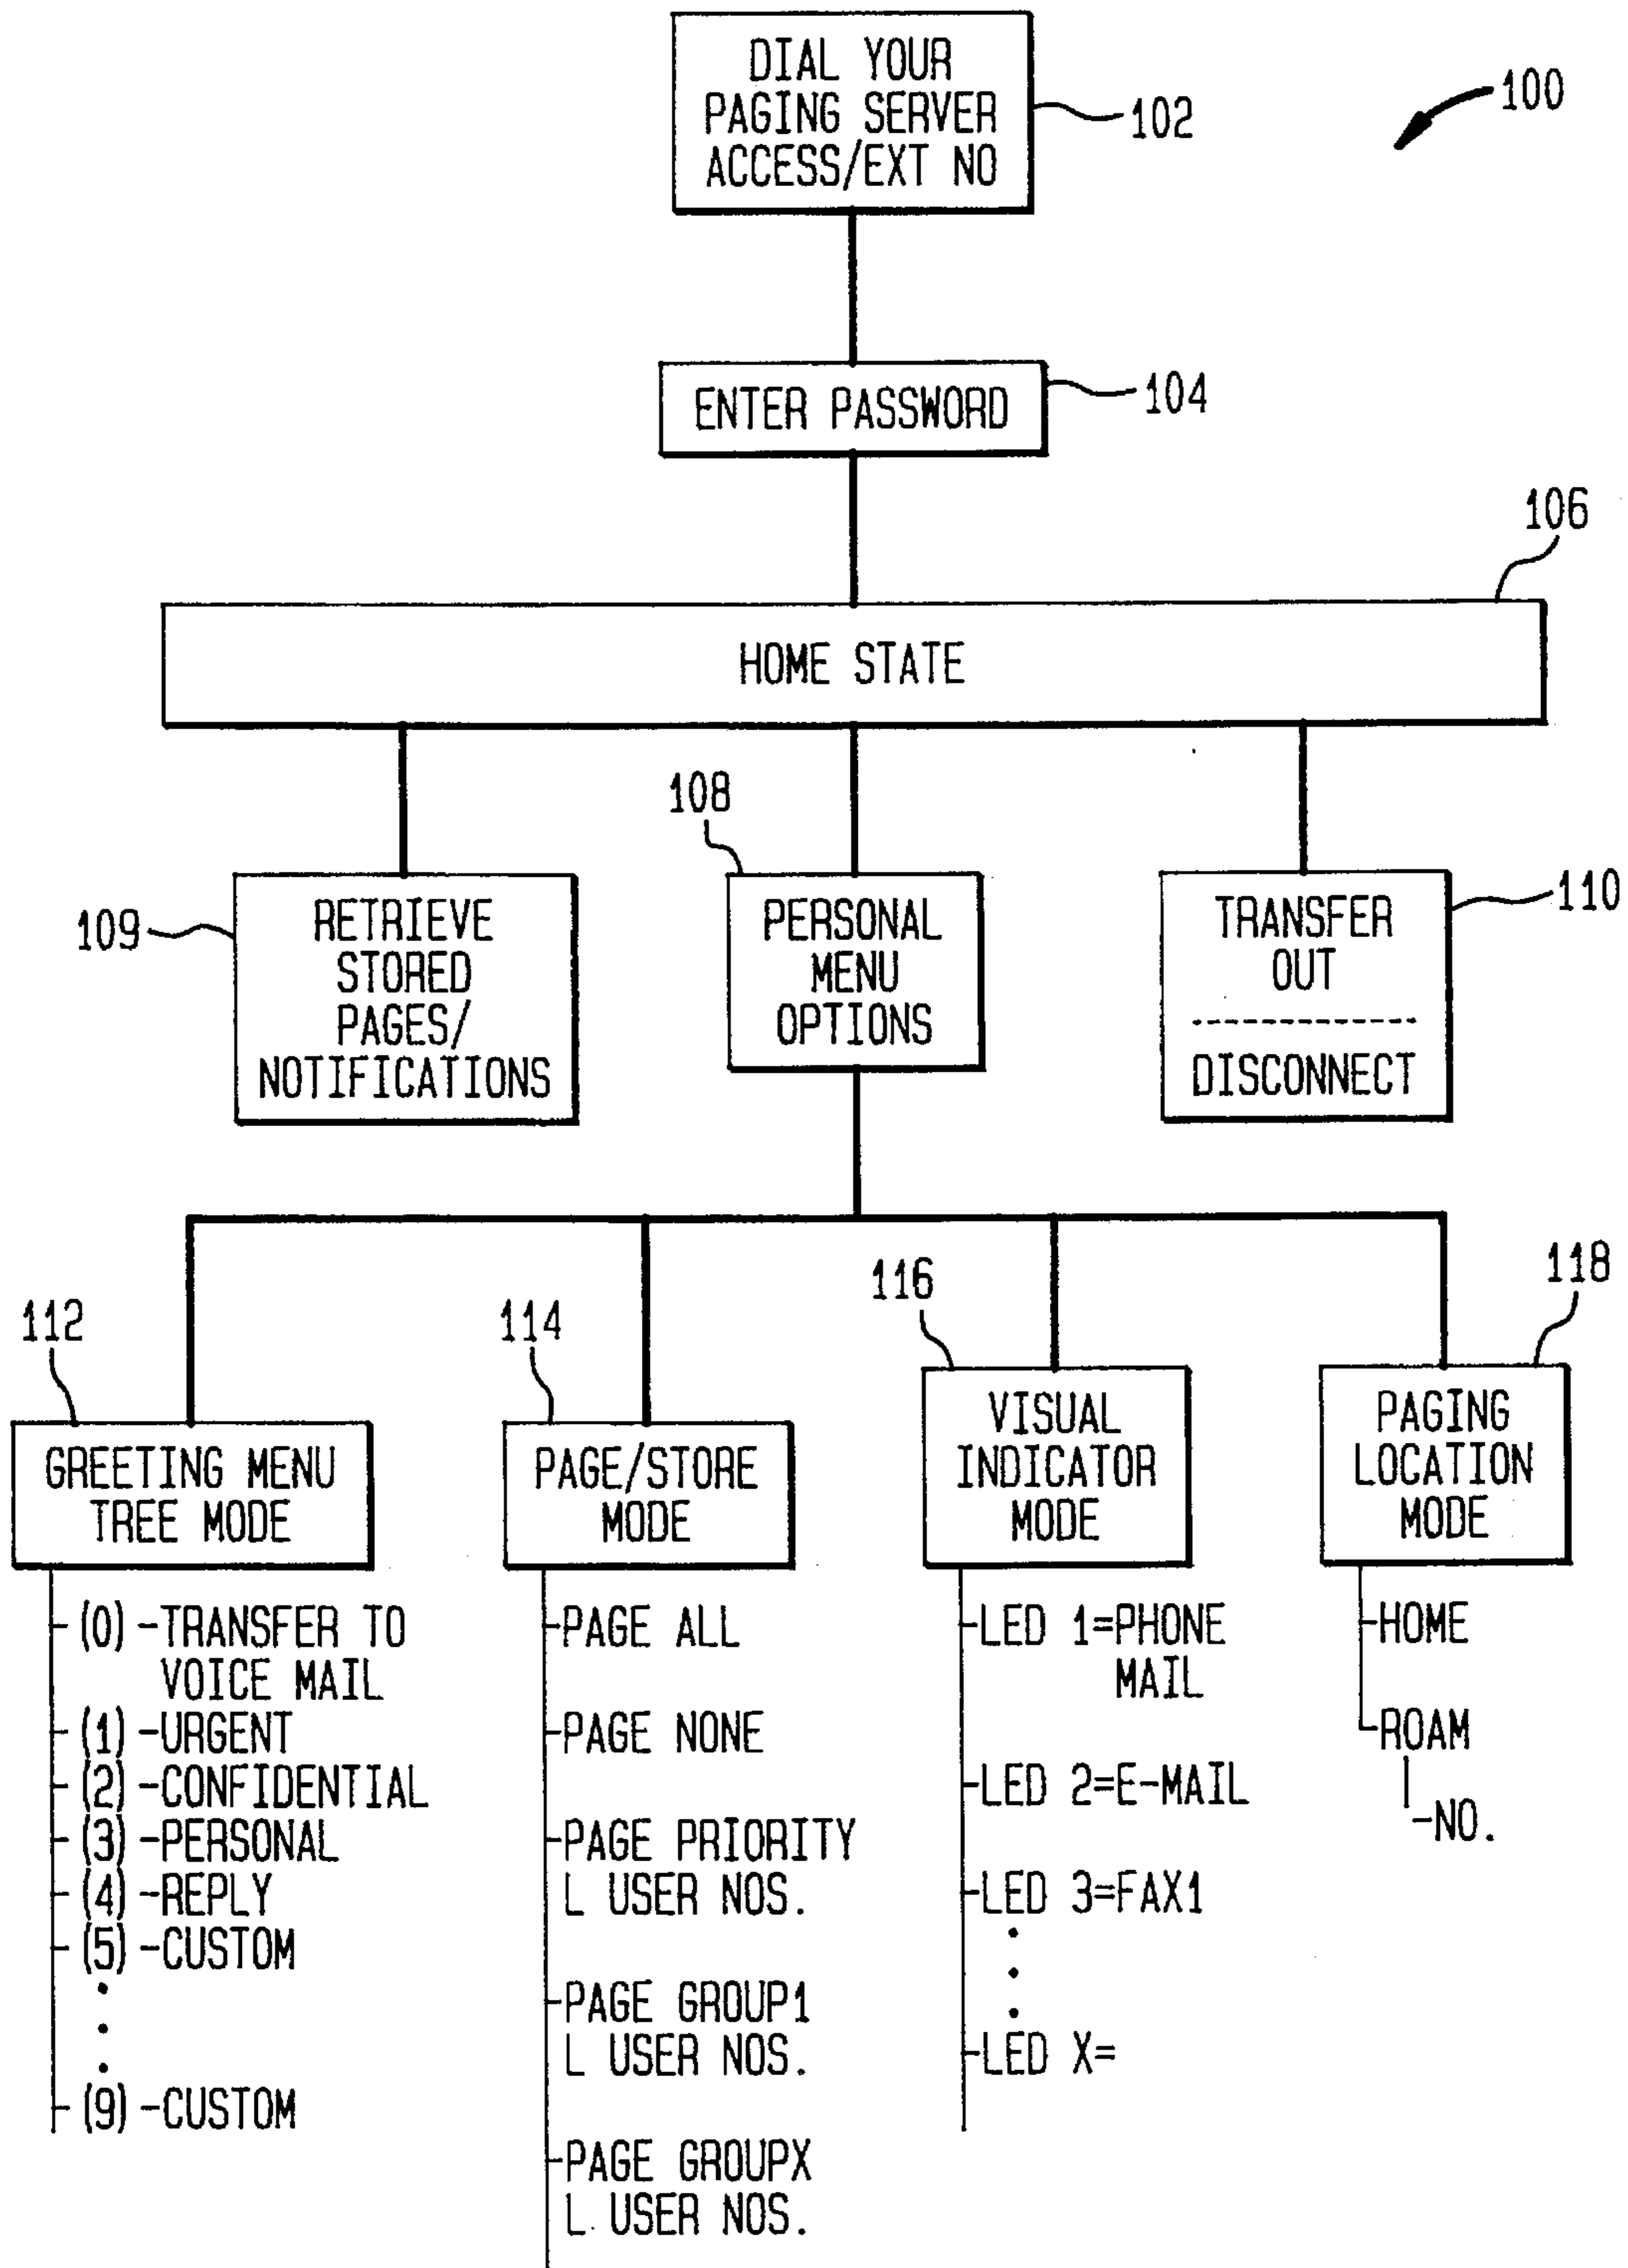 DIAL YOUR
PAGING SERVER
ACCESS/EXT NO
102
100
ENTER PASSWORD
104
106
HOME STATE
108
109
RETRIEVE
STORED
PAGES/
NOTIFICATIONS
PERSONAL
MENU
OPTIONS
TRANSFER
OUT
DISCONNECT
110
112
GREETING MENU
TREE MODE
(0)-TRANSFER TO
VOICE MAIL
(1)-URGENT
(2)-CONFIDENTIAL
(3)-PERSONAL
(4)-REPLY
(5)-CUSTOM
(9)-CUSTOM
114
PAGE/STORE
MODE
PAGE ALL
PAGE NONE
PAGE PRIORITY
USER NOS.
PAGE GROUP1
USER NOS.
PAGE GROUPX
USER NOS.
116
VISUAL
INDICATOR
MODE
LED 1=PHONE
MAIL
LED 2=E-MAIL
LED 3=FAX1
LED X=
118
PAGING
LOCATION
MODE
HOME
ROAM
-NO.